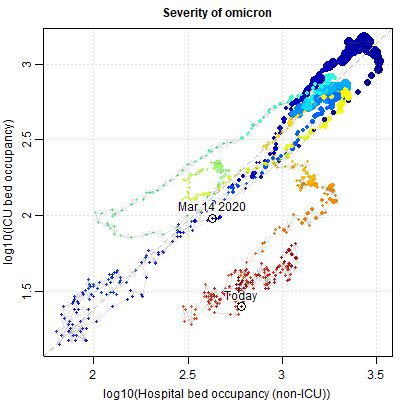 Severity of omicron
log10(ICU bed occupancy)
3
2.5
2
1.5
Mar 14 2020
Today
2
2.5
3
3.5
log10(Hospital bed occupancy (non-ICU))